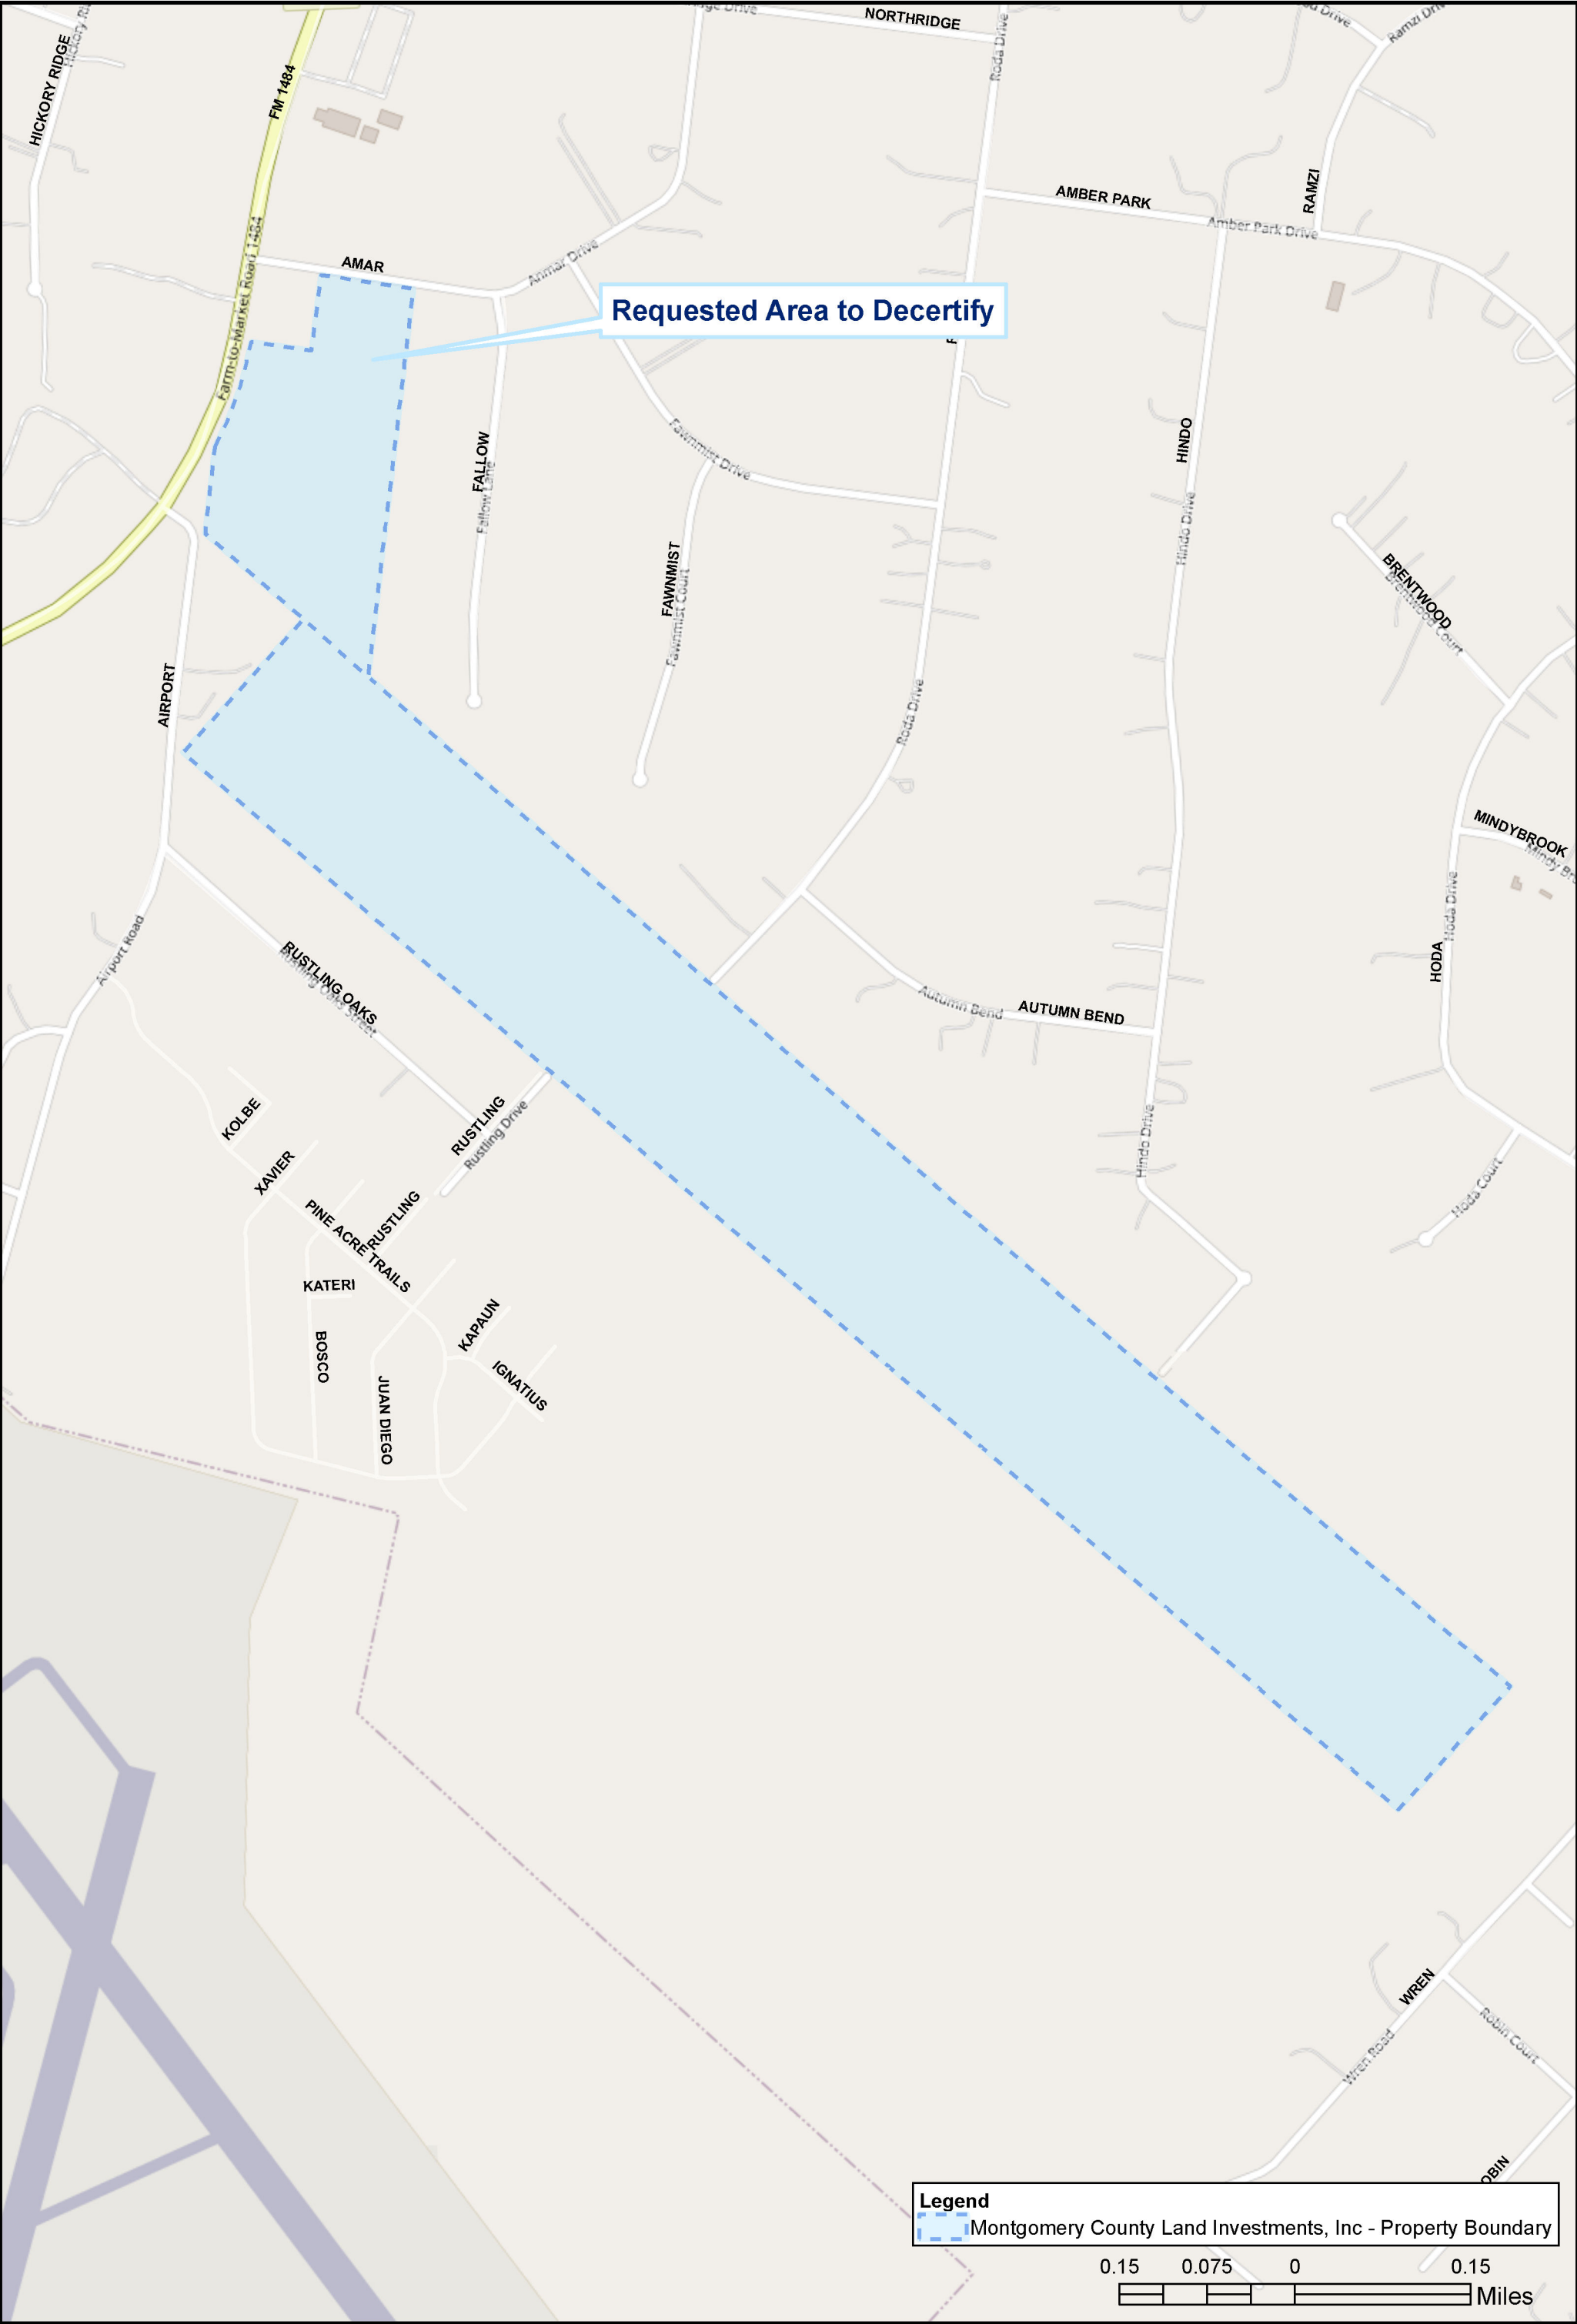 NORTHRIDGE
Roda Drive
Ramzi Drive
HICKORY RIDGE
FM 1484
AMBER PARK
Amber Park Drive
RAMZI
AMAR
Anmar Drive
Farm-to-Market Road 1484
Requested Area to Decertify
HINDO
Hindo Drive
FALLOW
Fallow Lane
Fawnmist Drive
FAWNMIST
Fawnmist Court
BRENTWOOD
Brentwood Court
AIRPORT
Roda Drive
MINDYBROOK
Mindy Bro
HODA
Hoda Drive
Airport Road
RUSTLING OAKS
Rustling Oaks Street
Autumn Bend
AUTUMN BEND
KOLBE
RUSTLING
Rustling Drive
Hindo Drive
XAVIER
Hoda Court
PINE ACRE TRAILS
RUSTLING
KATERI
BOSCO
KAPAUN
JUAN DIEGO
IGNATIUS
WREN
Wren Road
Robin Court
OBIN
Legend
Montgomery County Land Investments, Inc - Property Boundary
0.15 0.075 0 0.15
Miles